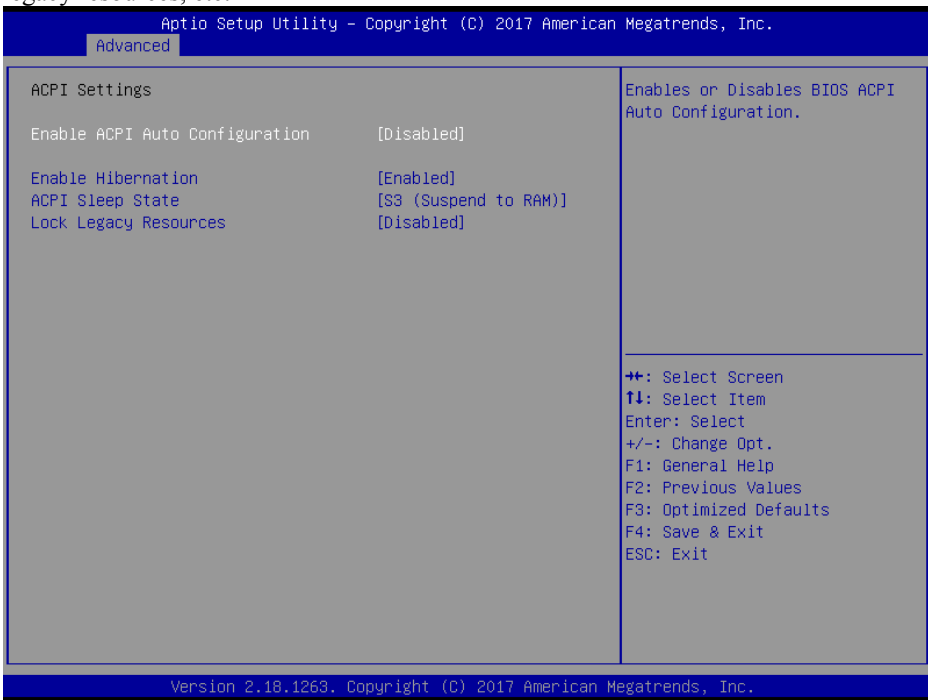 legacy resources, etc.
Aptio Setup Utility – Copyright (C) 2017 American Megatrends, Inc.
Advanced
ACPI Settings
Enable ACPI Auto Configuration [Disabled]
Enable Hibernation [Enabled]
ACPI Sleep State [S3 (Suspend to RAM)]
Lock Legacy Resources [Disabled]
Enables or Disables BIOS ACPI
Auto Configuration.
→←: Select Screen
↑↓: Select Item
Enter: Select
+/-: Change Opt.
F1: General Help
F2: Previous Values
F3: Optimized Defaults
F4: Save & Exit
ESC: Exit
Version 2.18.1263. Copyright (C) 2017 American Megatrends, Inc.